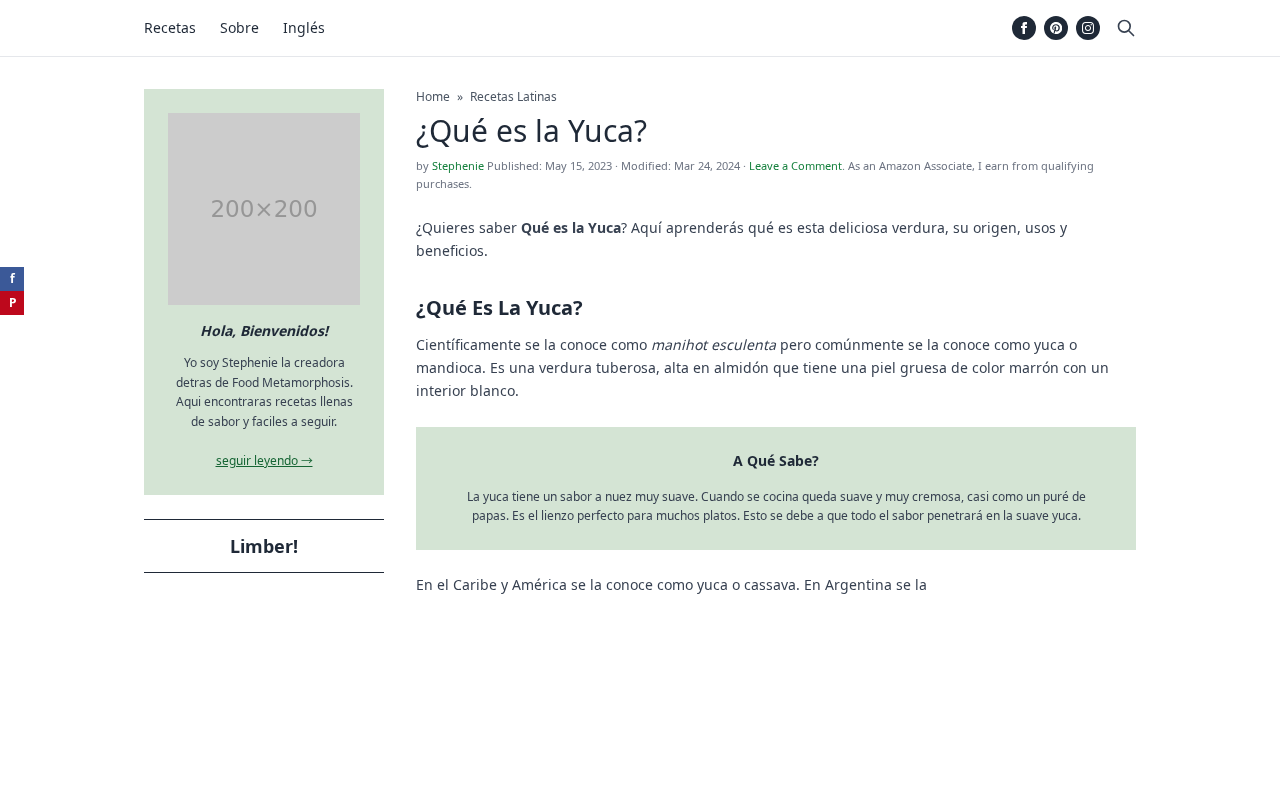 Recetas Sobre Inglés
200×200
Hola, Bienvenidos!
Yo soy Stephenie la creadora
detras de Food Metamorphosis.
Aqui encontraras recetas llenas
de sabor y faciles a seguir.
seguir leyendo →
Limber!
f
P
Home » Recetas Latinas
¿Qué es la Yuca?
by Stephenie Published: May 15, 2023 · Modified: Mar 24, 2024 · Leave a Comment. As an Amazon Associate, I earn from qualifying
purchases.
¿Quieres saber Qué es la Yuca? Aquí aprenderás qué es esta deliciosa verdura, su origen, usos y
beneficios.
¿Qué Es La Yuca?
Científicamente se la conoce como manihot esculenta pero comúnmente se la conoce como yuca o
mandioca. Es una verdura tuberosa, alta en almidón que tiene una piel gruesa de color marrón con un
interior blanco.
A Qué Sabe?
La yuca tiene un sabor a nuez muy suave. Cuando se cocina queda suave y muy cremosa, casi como un puré de
papas. Es el lienzo perfecto para muchos platos. Esto se debe a que todo el sabor penetrará en la suave yuca.
En el Caribe y América se la conoce como yuca o cassava. En Argentina se la